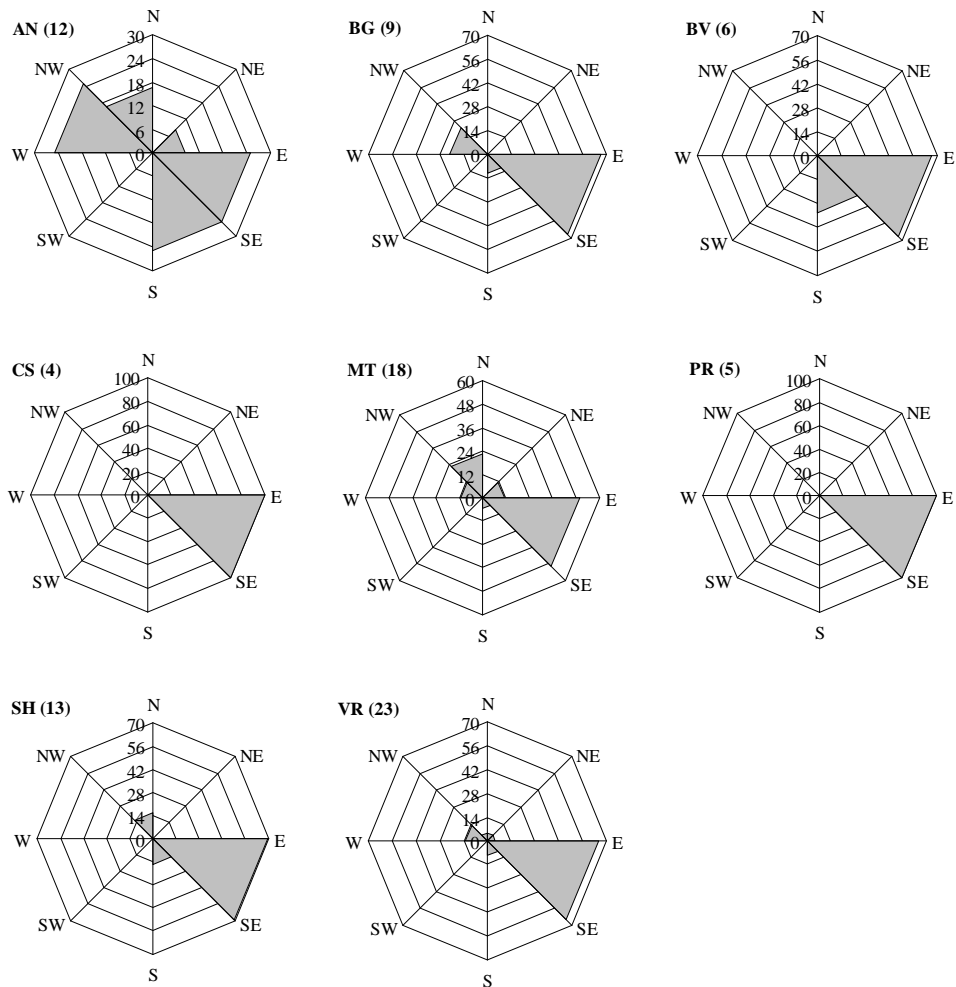 AN (12)
N
NE
E
SE
S
SW
W
NW
30
24
18
12
6
0
BG (9)
N
NE
E
SE
S
SW
W
NW
70
56
42
28
14
0
BV (6)
N
NE
E
SE
S
SW
W
NW
70
56
42
28
14
0
CS (4)
N
NE
E
SE
S
SW
W
NW
100
80
60
40
20
0
MT (18)
N
NE
E
SE
S
SW
W
NW
60
48
36
24
12
0
PR (5)
N
NE
E
SE
S
SW
W
NW
100
80
60
40
20
0
SH (13)
N
NE
E
SE
S
SW
W
NW
70
56
42
28
14
0
VR (23)
N
NE
E
SE
S
SW
W
NW
70
56
42
28
14
0